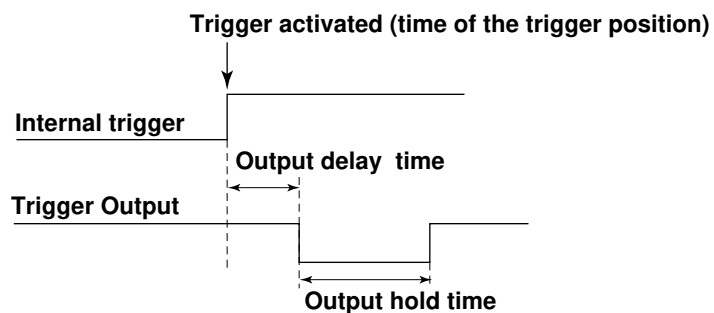 Trigger activated (time of the trigger position)
Internal trigger
Output delay time
Trigger Output
Output hold time